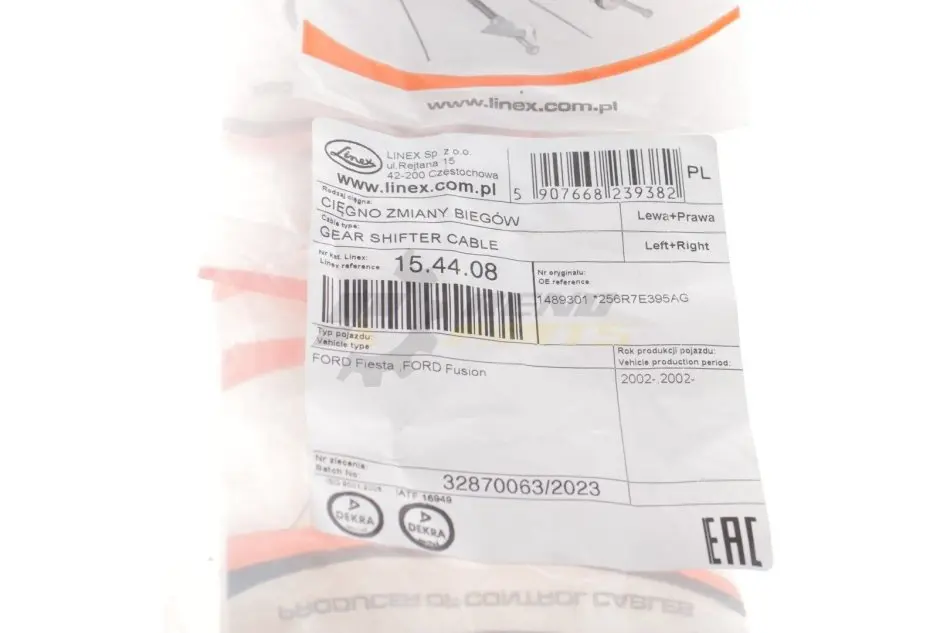 www.linex.com.pl
Linex
LINEX Sp. z o.o.
ul.Rejtana 15
42-200 Częstochowa
www.linex.com.pl
5 907668 239382
PL
Rodzaj cięgna:
CIĘGNO ZMIANY BIEGÓW
Lewa+Prawa
Cable type:
GEAR SHIFTER CABLE
Left+Right
Nr kat. Linex:
Linex reference
15.44.08
Nr oryginału:
OE reference
1489301 *256R7E395AG
PARTS
Typ pojazdu:
Vehicle type
FORD Fiesta ,FORD Fusion
Rok produkcji pojazdu:
Vehicle production period:
2002-,2002-
Nr zlecenia:
Batch No
32870063/2023
IATF 16949
DEKRA
DEKRA
EAC
PRODUCER OF CONTROL CABLES